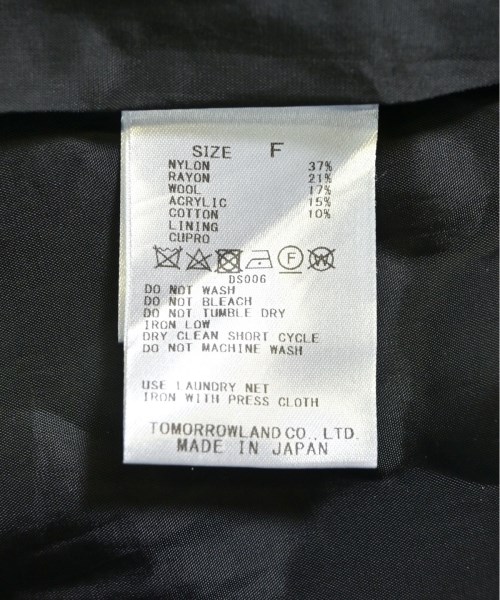 SIZE F
NYLON 37%
RAYON 21%
WOOL 17%
ACRYLIC 15%
COTTON 10%
LINING
CUPRO
F W
DS006
DO NOT WASH
DO NOT BLEACH
DO NOT TUMBLE DRY
IRON LOW
DRY CLEAN SHORT CYCLE
DO NOT MACHINE WASH
USE LAUNDRY NET
IRON WITH PRESS CLOTH
TOMORROWLAND CO., LTD.
MADE IN JAPAN